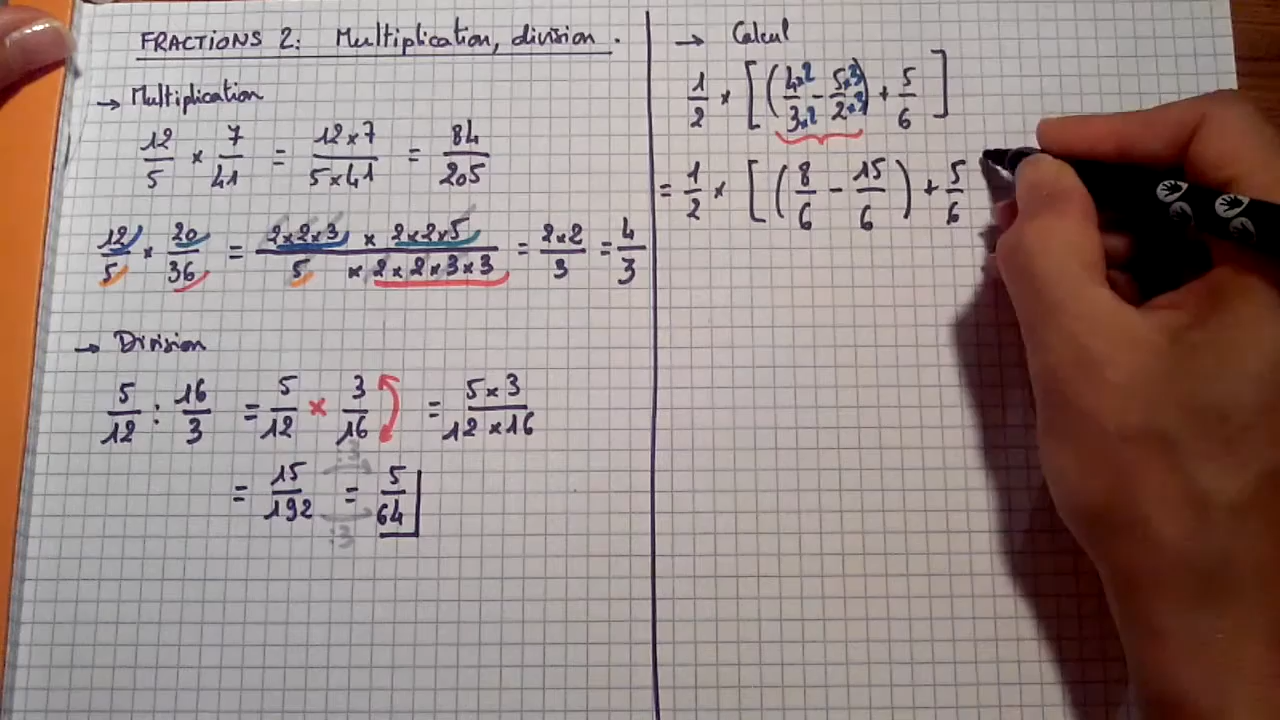 FRACTIONS 2: Multiplication, division.
→ Multiplication
12/5 × 7/41 = 12×7/5×41 = 84/205
12/5 × 20/36 = 2×2×3 × 2×2×5/5 × 2×2×3×3 = 2×2/3 = 4/3
→ Division
5/12 : 16/3 = 5/12 × 3/16 = 5×3/12×16
:3
= 15/192 = 5/64
:3
→ Calcul
1/2 × [(4×2/3×2 - 5×3/2×3) + 5/6]
= 1/2 × [(8/6 - 15/6) + 5/6